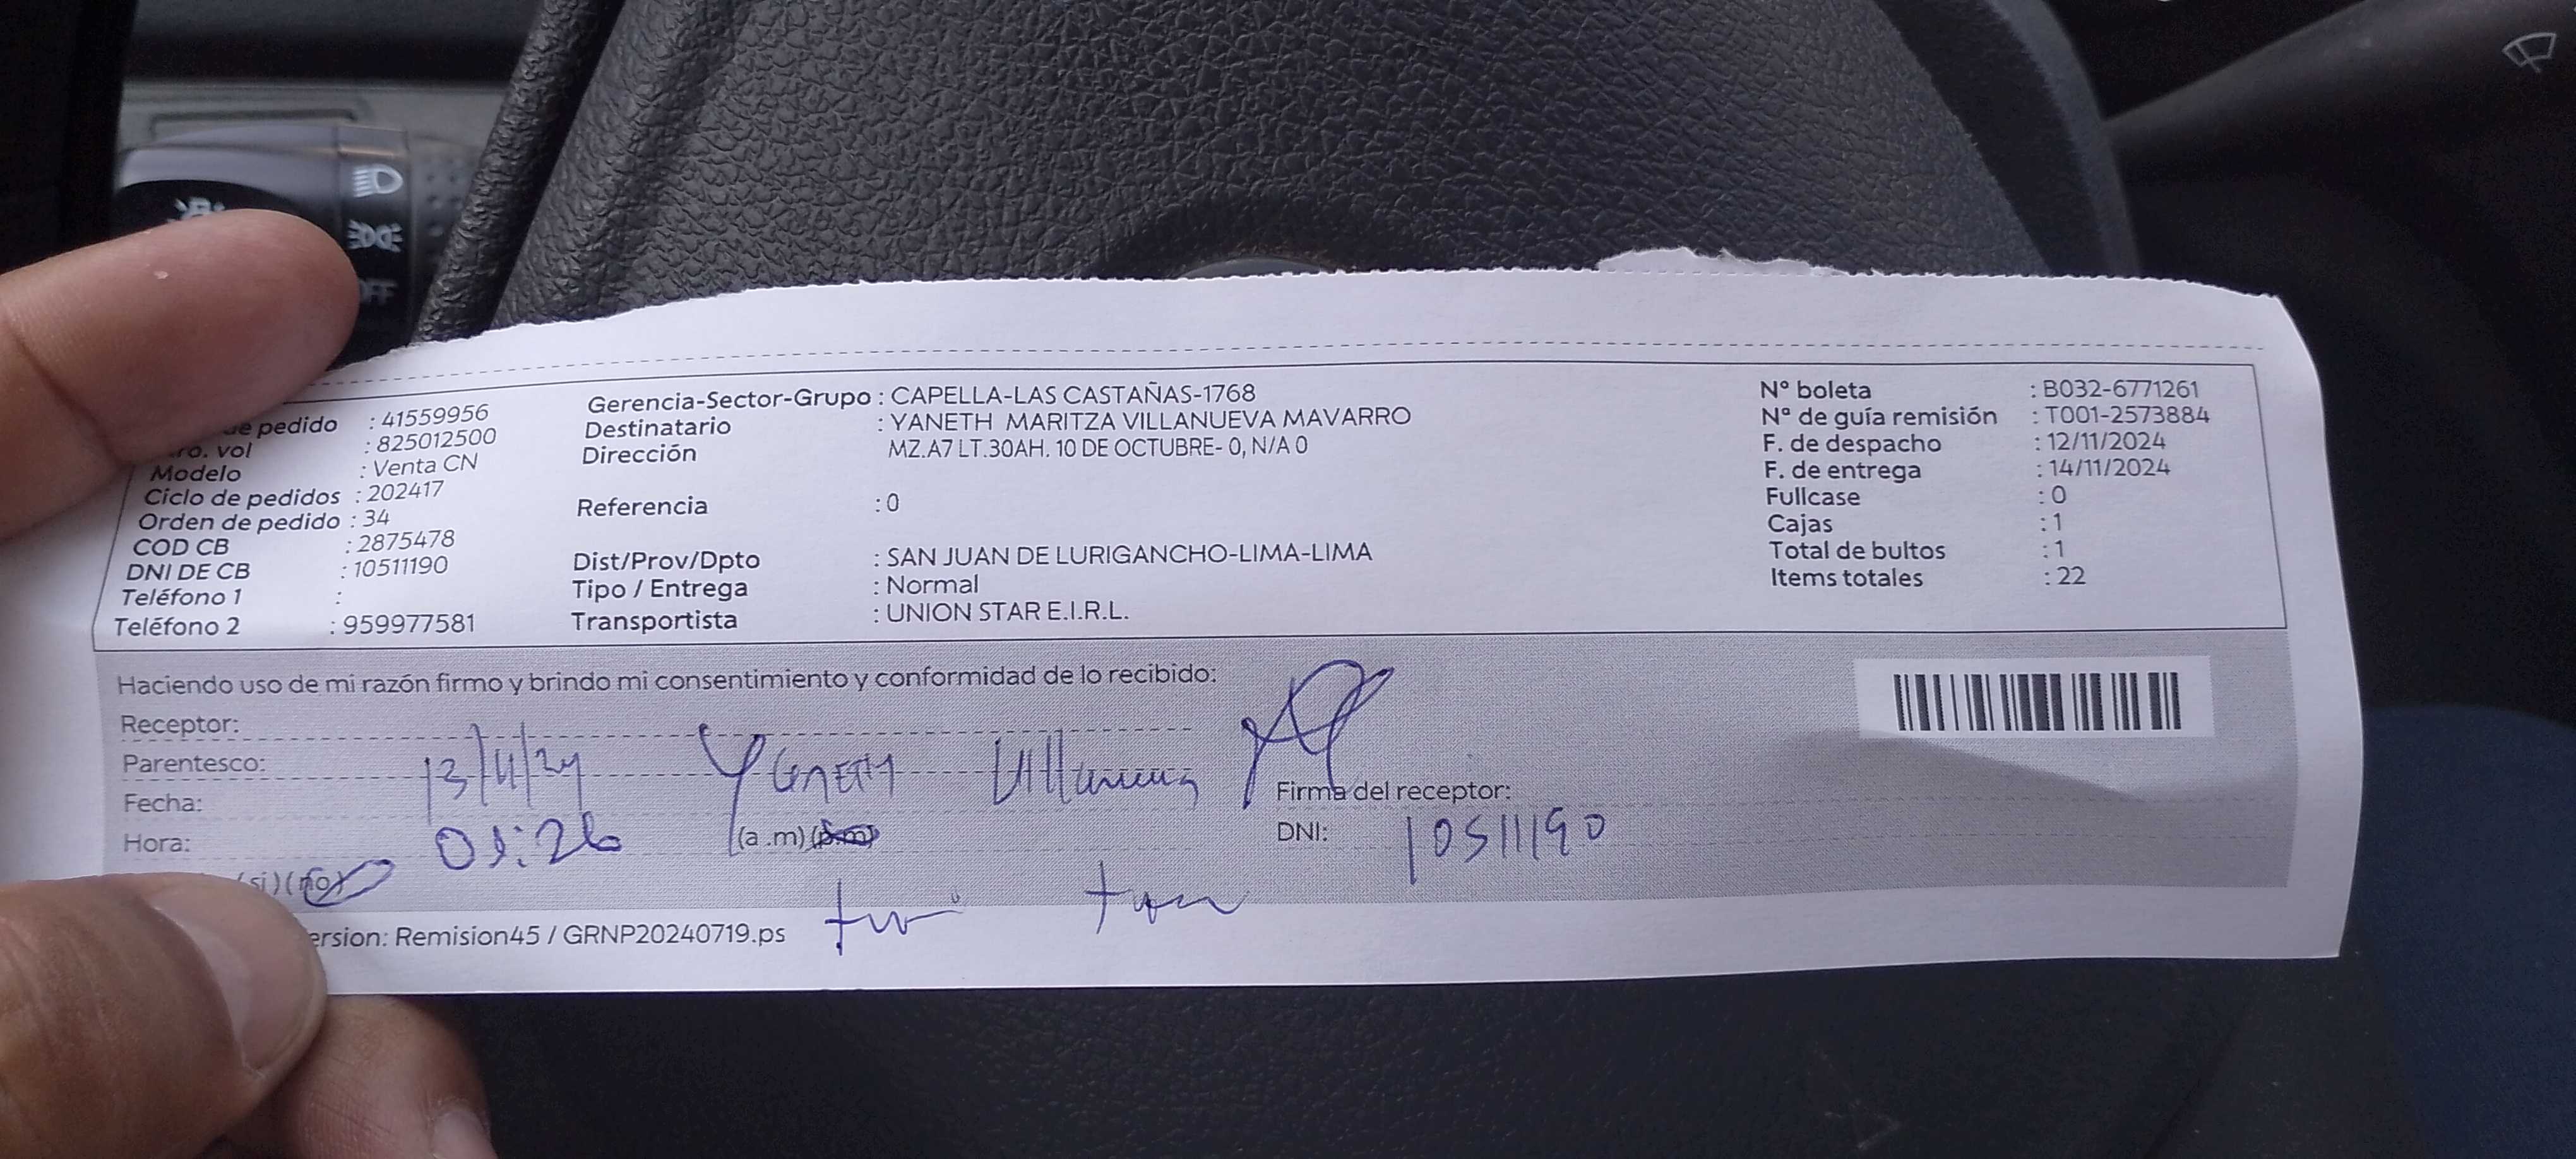 OFF
de pedido : 41559956
ro. vol : 825012500
Modelo : Venta CN
Ciclo de pedidos : 202417
Orden de pedido : 34
COD CB : 2875478
DNI DE CB : 10511190
Teléfono 1 :
Teléfono 2 : 959977581
Gerencia-Sector-Grupo : CAPELLA-LAS CASTAÑAS-1768
Destinatario : YANETH MARITZA VILLANUEVA MAVARRO
Dirección MZ.A7 LT.30AH. 10 DE OCTUBRE- 0, N/A 0
Referencia : 0
Dist/Prov/Dpto : SAN JUAN DE LURIGANCHO-LIMA-LIMA
Tipo / Entrega : Normal
Transportista : UNION STAR E.I.R.L.
Nº boleta : B032-6771261
Nº de guía remisión : T001-2573884
F. de despacho : 12/11/2024
F. de entrega : 14/11/2024
Fullcase : 0
Cajas : 1
Total de bultos : 1
Items totales : 22
Haciendo uso de mi razón firmo y brindo mi consentimiento y conformidad de lo recibido:
Receptor:
Parentesco: 13/11/24 Yaneth Villanueva
Fecha: Firma del receptor:
Hora: (a.m)(p.m) DNI: 10511190
(si)(no)
ersion: Remision45 / GRNP20240719.ps